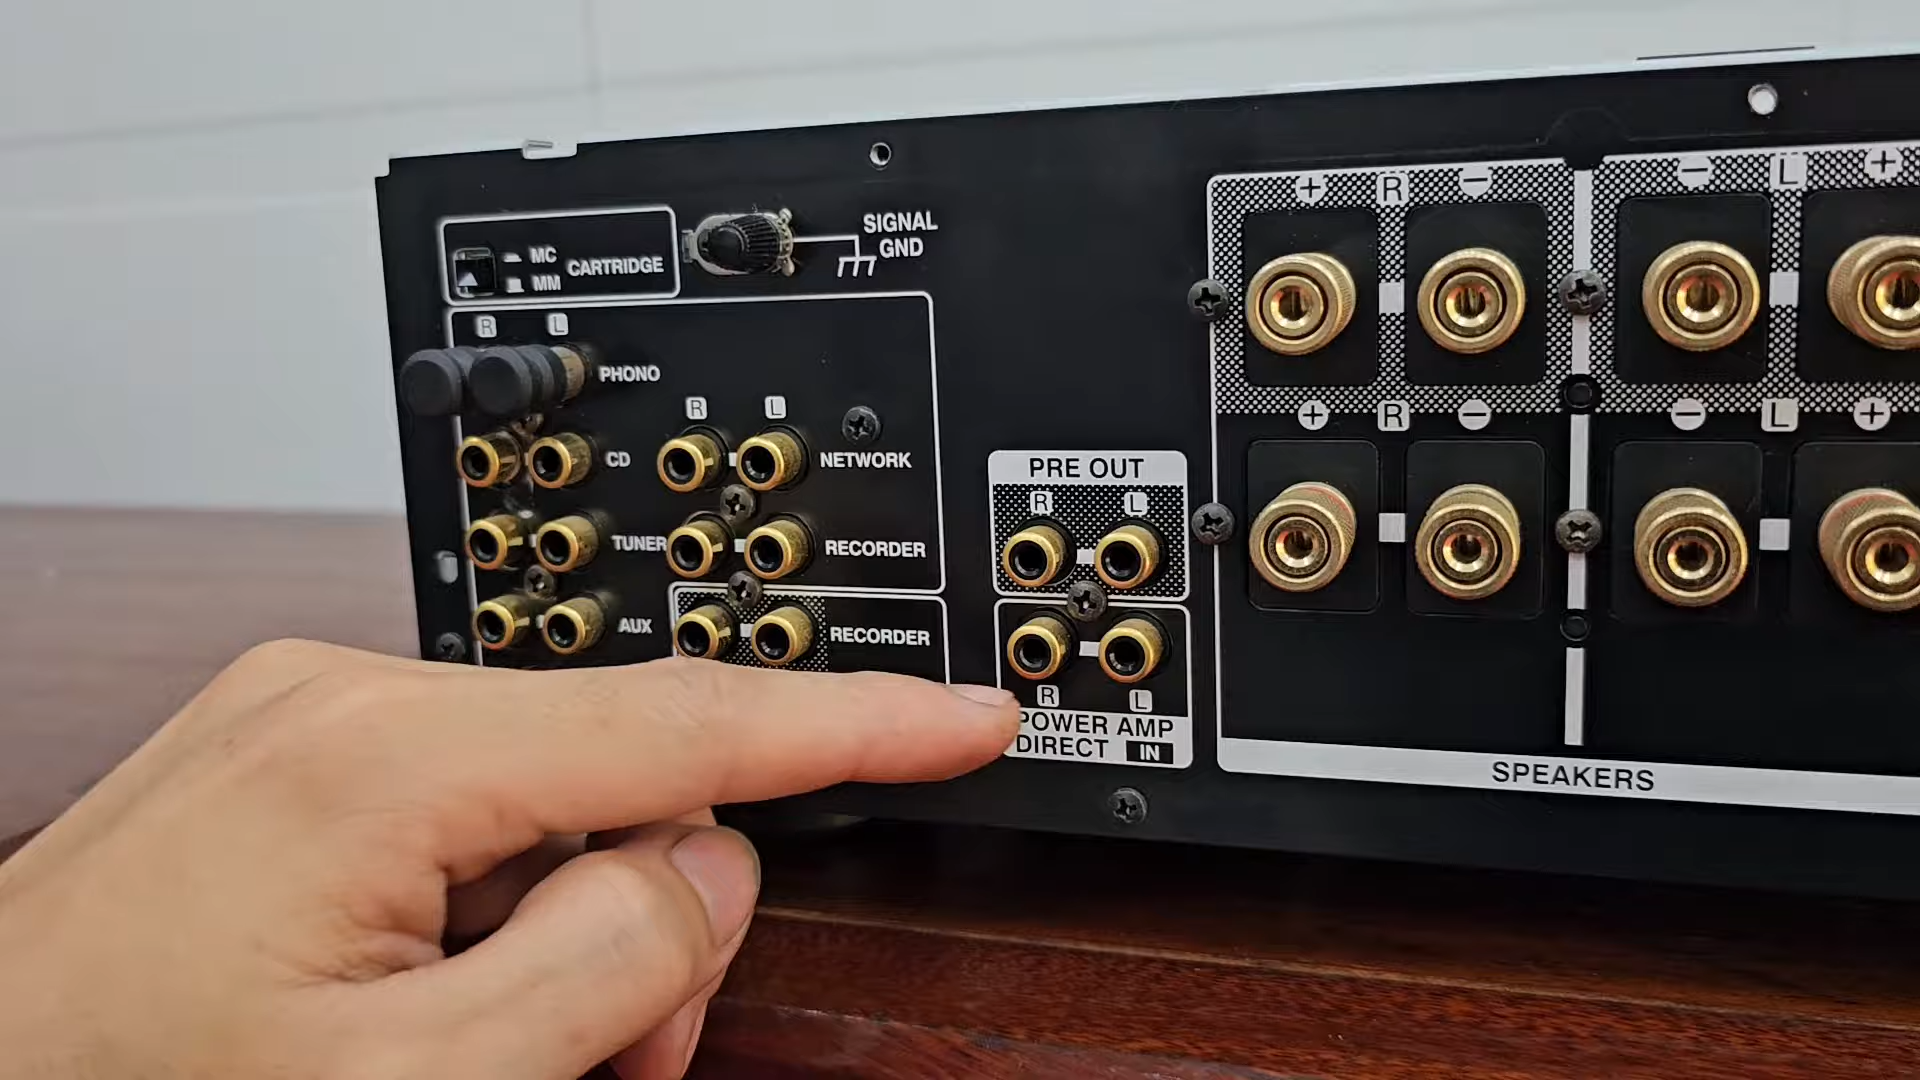 SIGNAL
GND
MC
MM
CARTRIDGE
R L
PHONO
R L
CD
NETWORK
TUNER
RECORDER
AUX
RECORDER
PRE OUT
R L
R L
POWER AMP
DIRECT IN
+ R − − L +
+ R − − L +
SPEAKERS